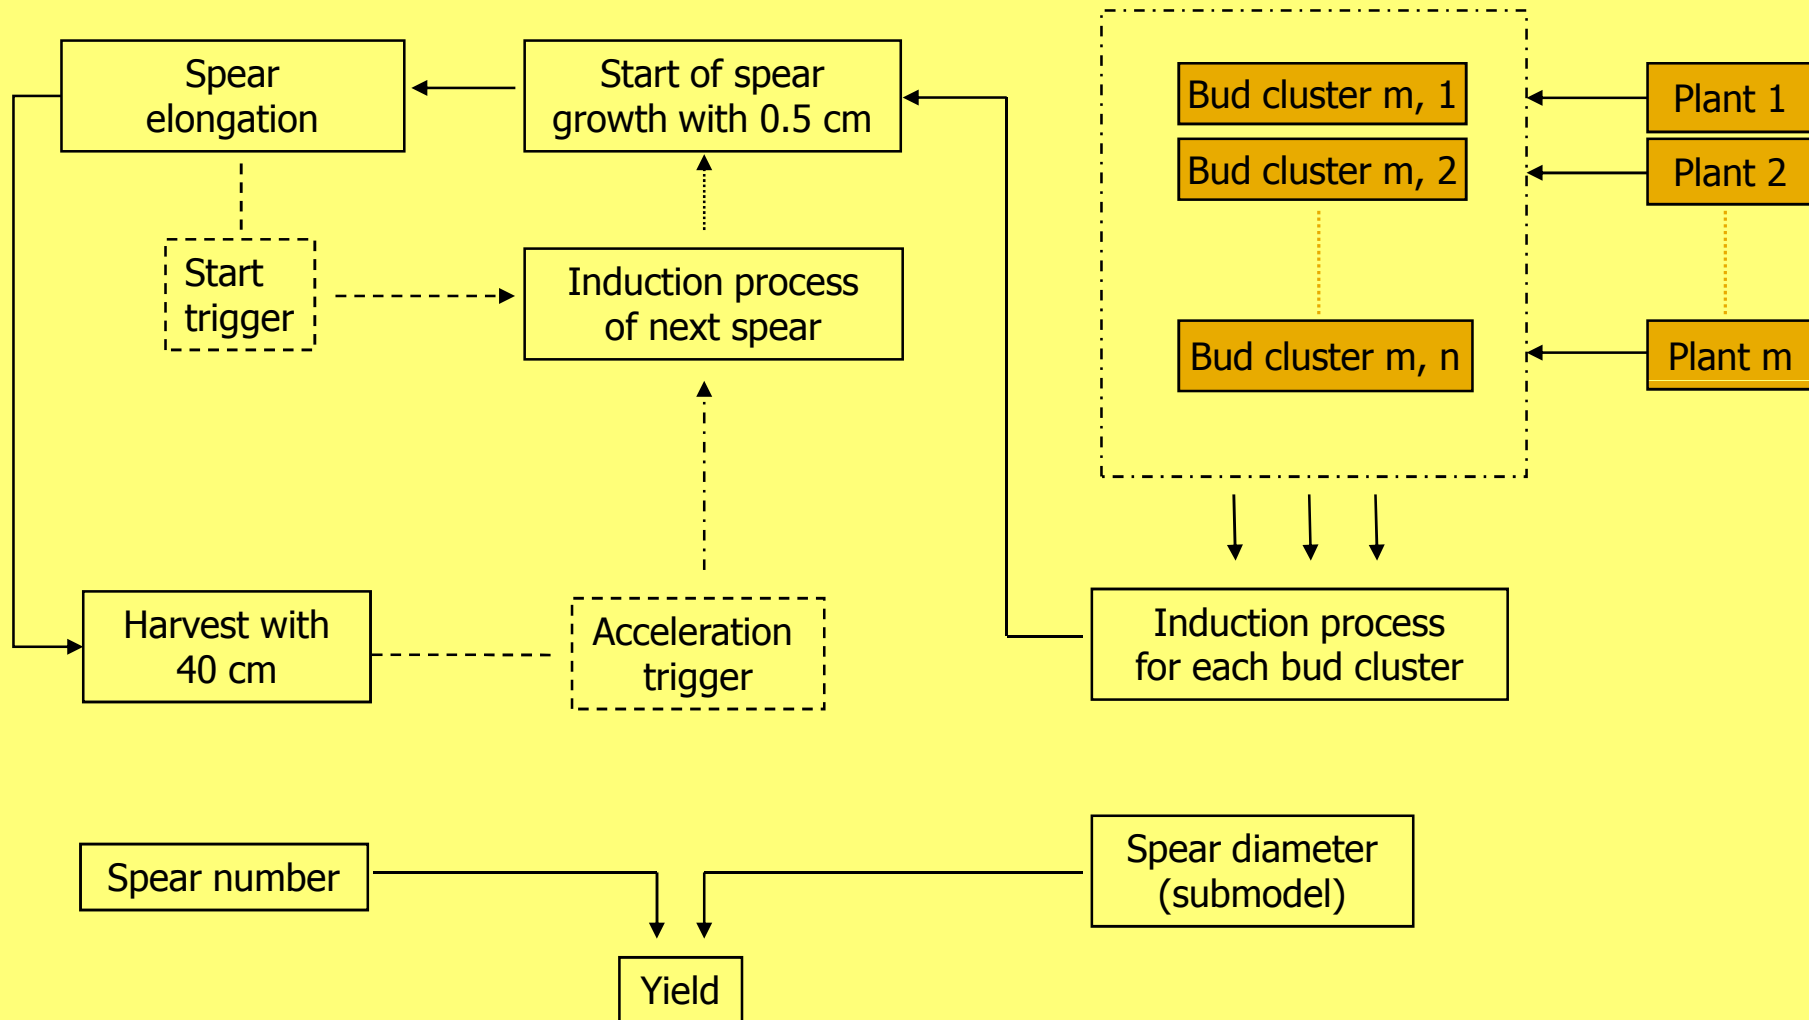 Spear
elongation
Start of spear
growth with 0.5 cm
Bud cluster m, 1
Plant 1
Bud cluster m, 2
Plant 2
Start
trigger
Induction process
of next spear
Bud cluster m, n
Plant m
Harvest with
40 cm
Acceleration
trigger
Induction process
for each bud cluster
Spear number
Spear diameter
(submodel)
Yield